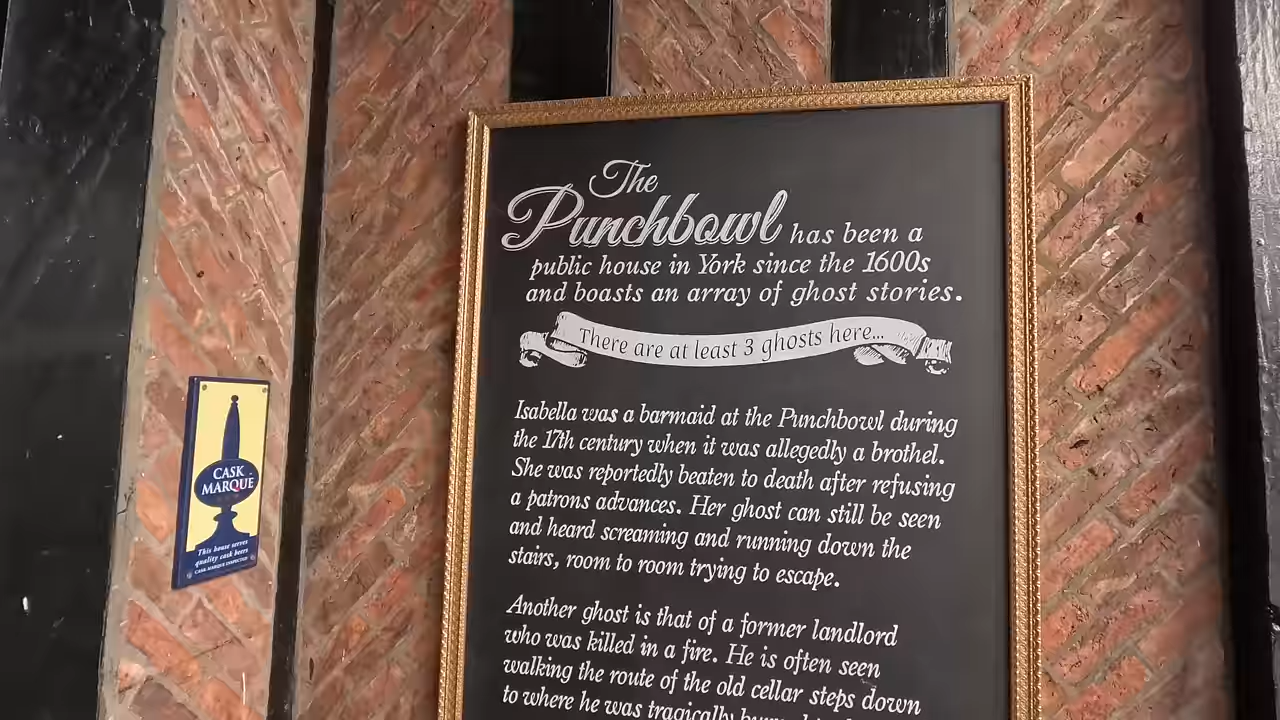 The
Punchbowl has been a
public house in York since the 1600s
and boasts an array of ghost stories.
There are at least 3 ghosts here...
Isabella was a barmaid at the Punchbowl during
the 17th century when it was allegedly a brothel.
She was reportedly beaten to death after refusing
a patrons advances. Her ghost can still be seen
and heard screaming and running down the
stairs, room to room trying to escape.
Another ghost is that of a former landlord
who was killed in a fire. He is often seen
walking the route of the old cellar steps down
to where he was tragically
CASK
MARQUE
This house serves
quality cask beers
CASK MARQUE INSPECTED